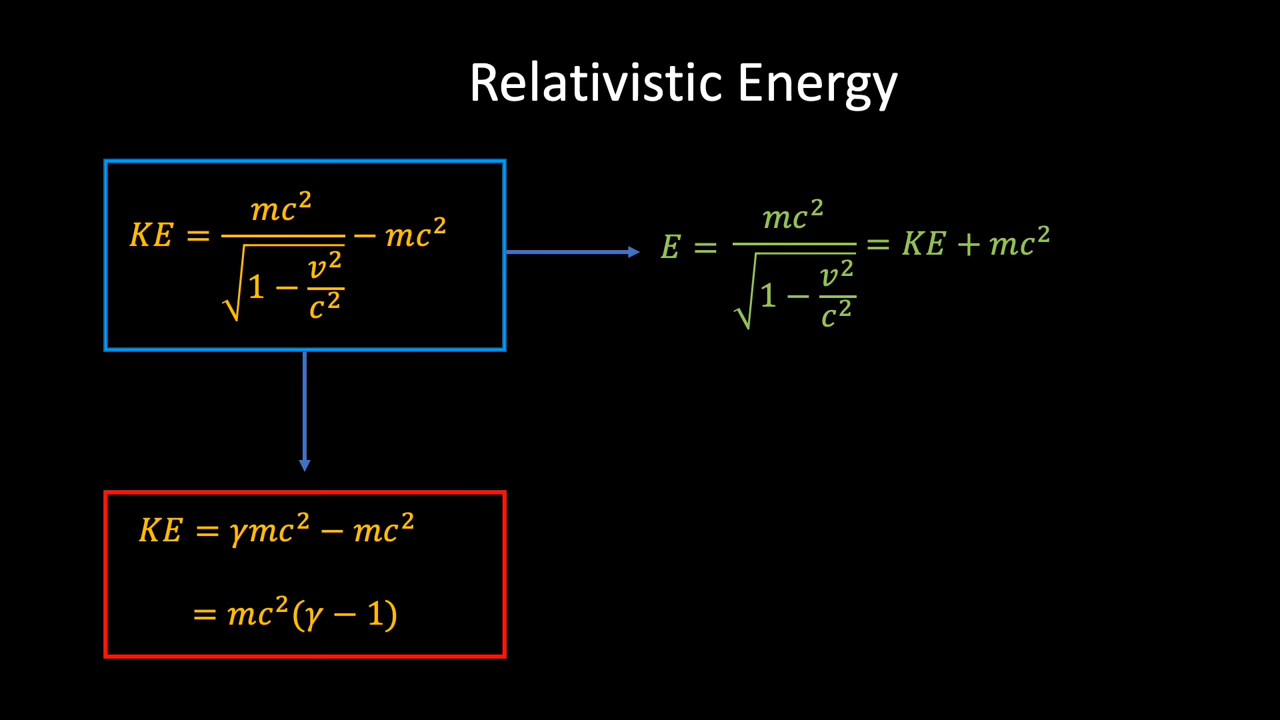 Relativistic Energy
KE = mc²/√(1 − v²/c²) − mc²
E = mc²/√(1 − v²/c²) = KE + mc²
KE = γmc² − mc²
= mc²(γ − 1)